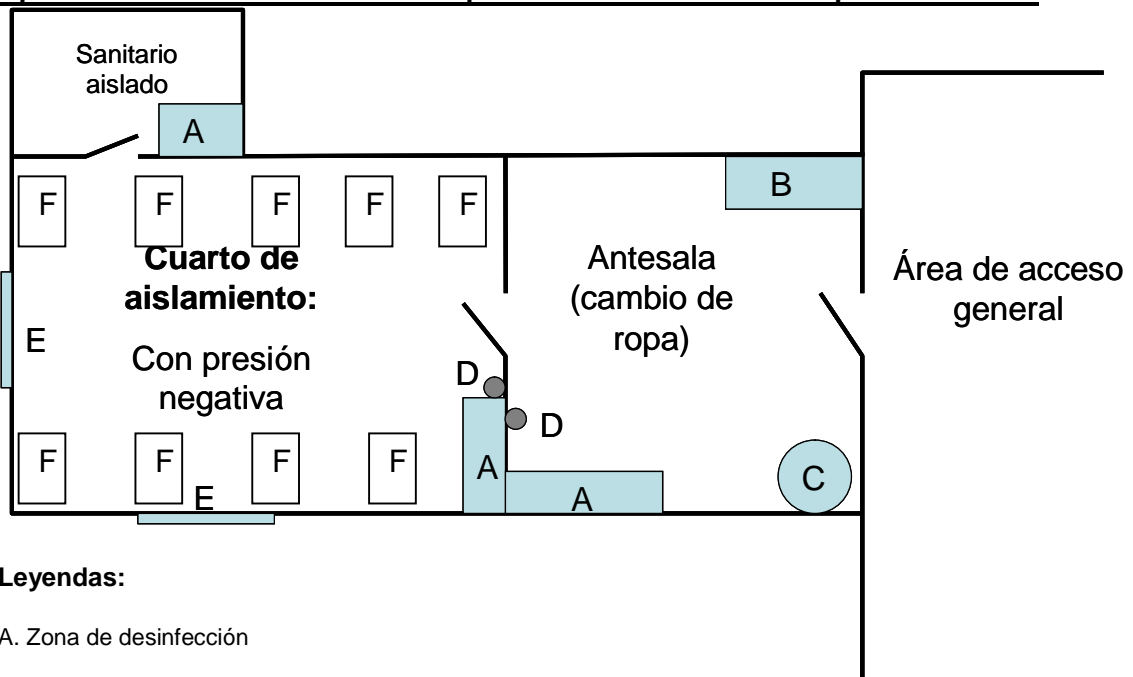 Sanitario
aislado
A
B
F F F F F
Cuarto de
aislamiento:
Antesala
(cambio de
ropa)
Área de acceso
general
E
Con presión
negativa
D
D
F F F F
E
A
A
C
Leyendas:
A. Zona de desinfección